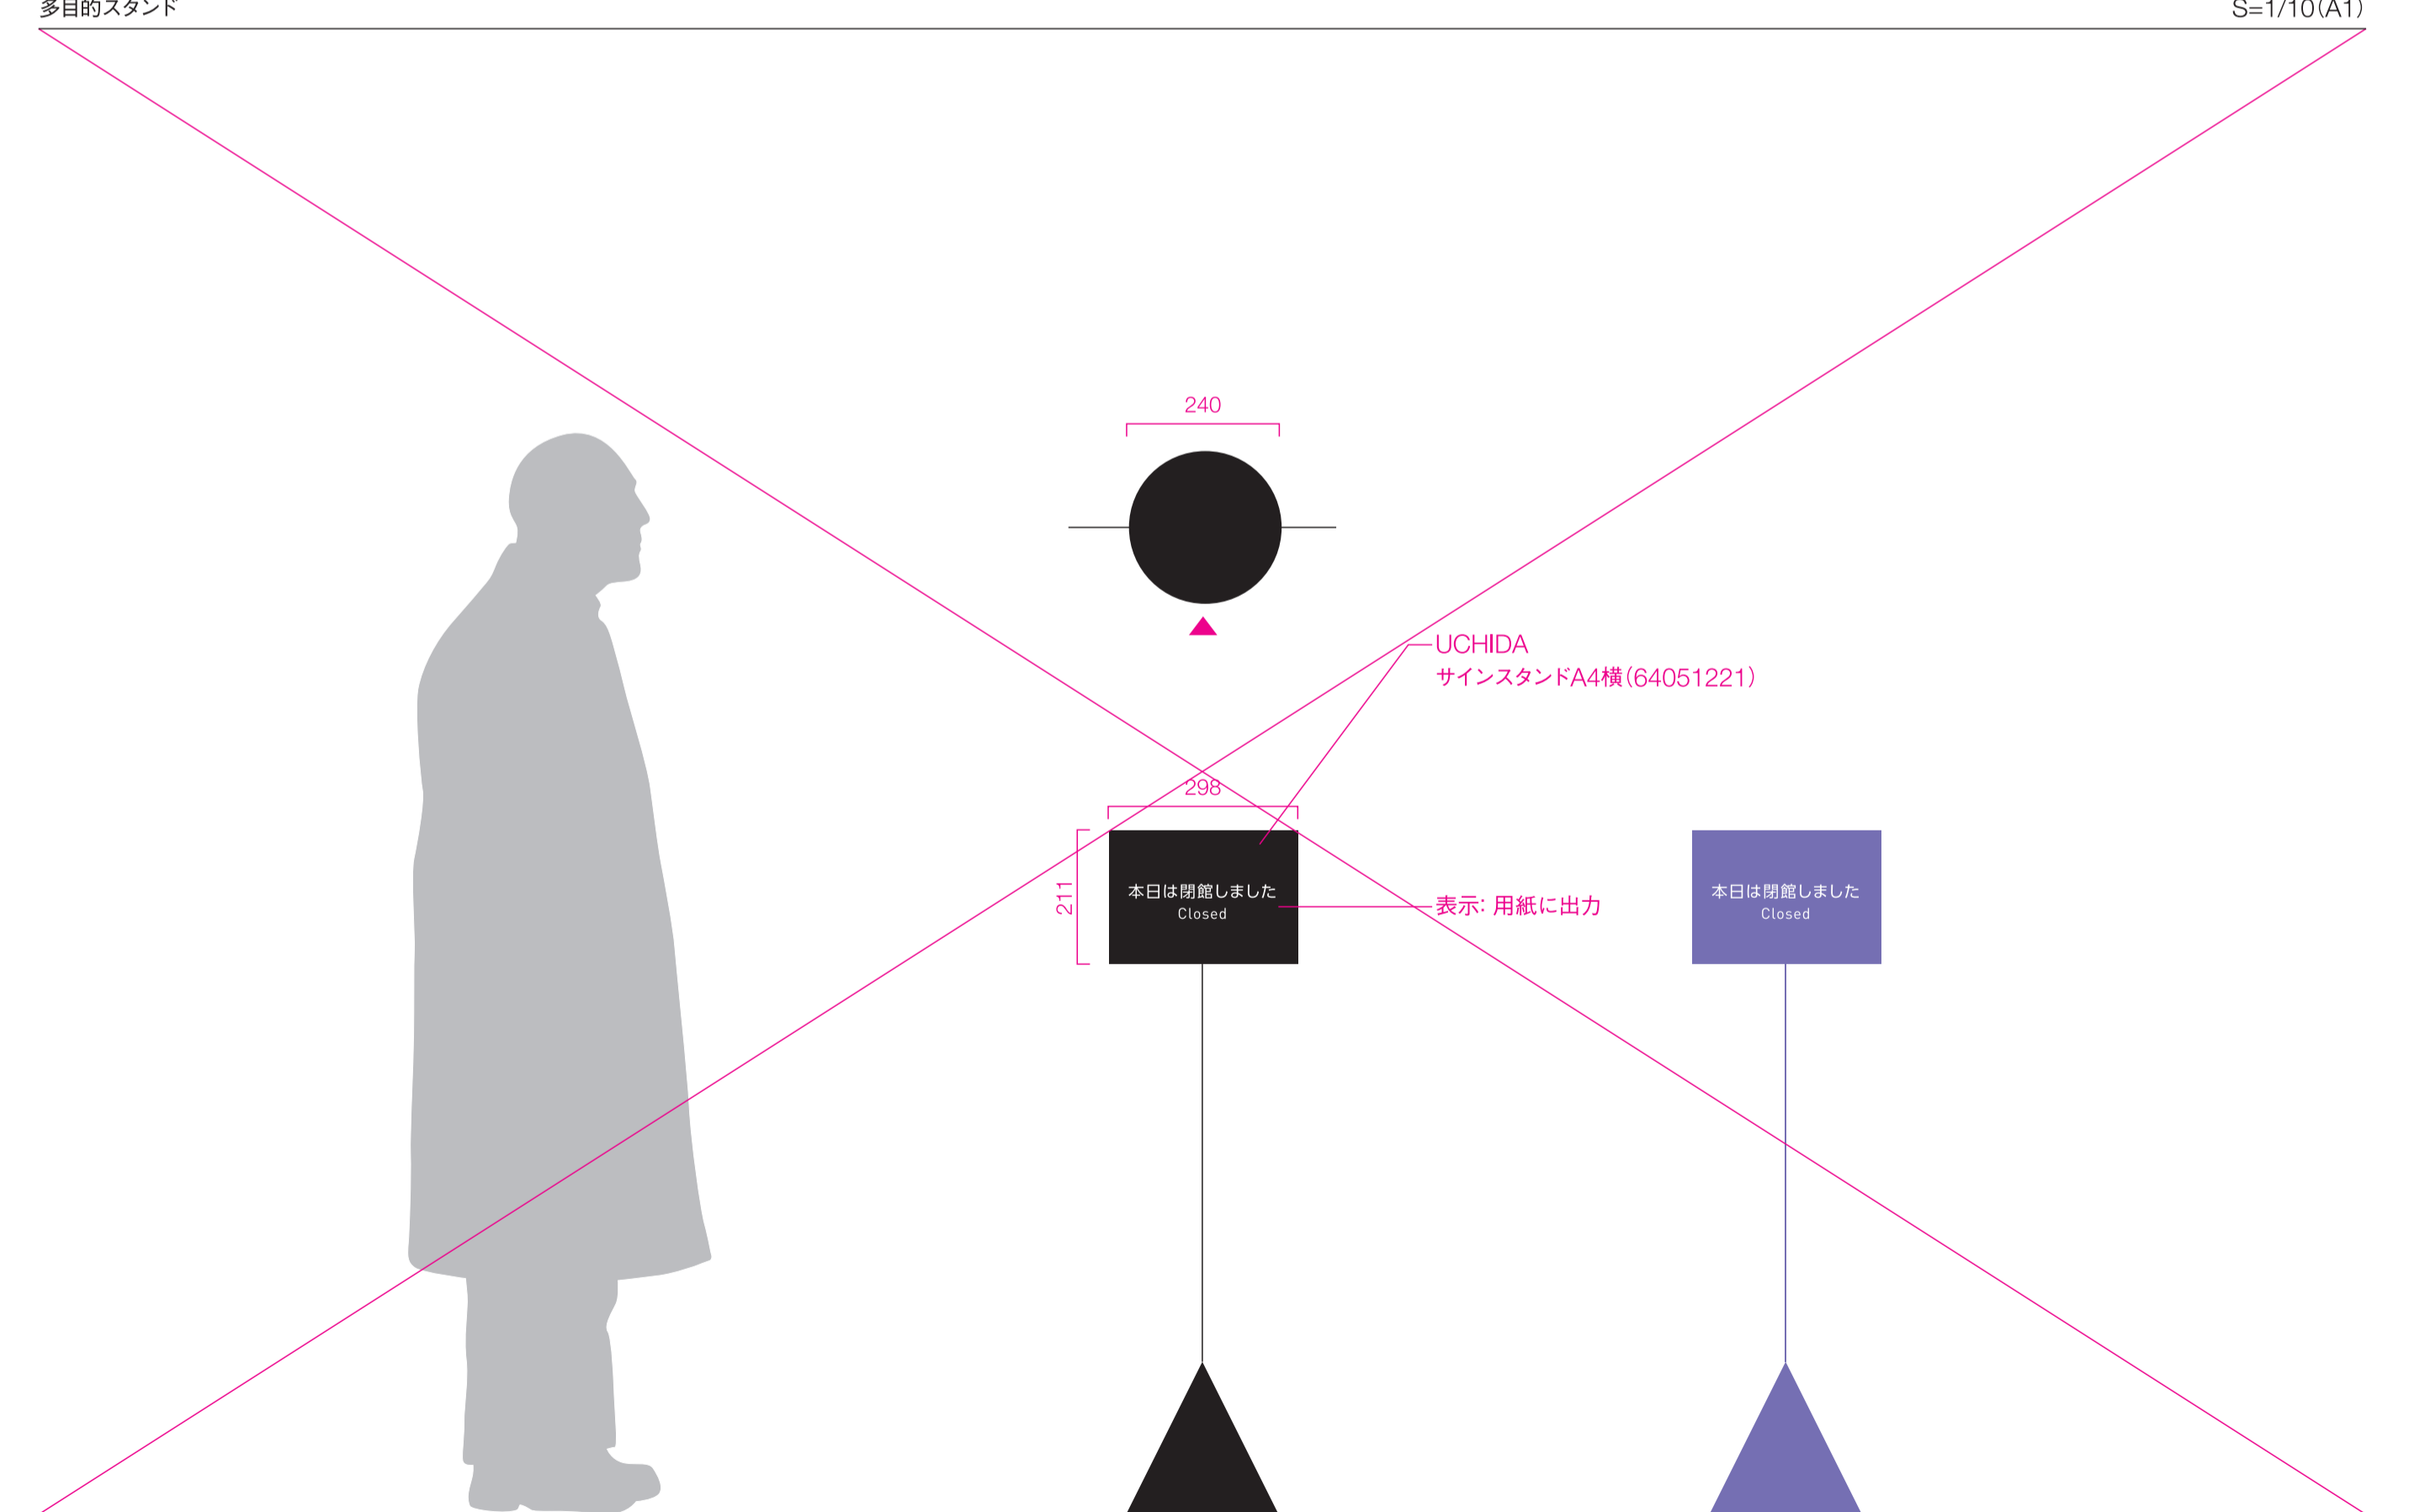 多目的スタンド
S=1/10(A1)
240
UCHIDA
サインスタンドA4横(64051221)
298
211
本日は閉館しました
Closed
表示: 用紙に出力
本日は閉館しました
Closed